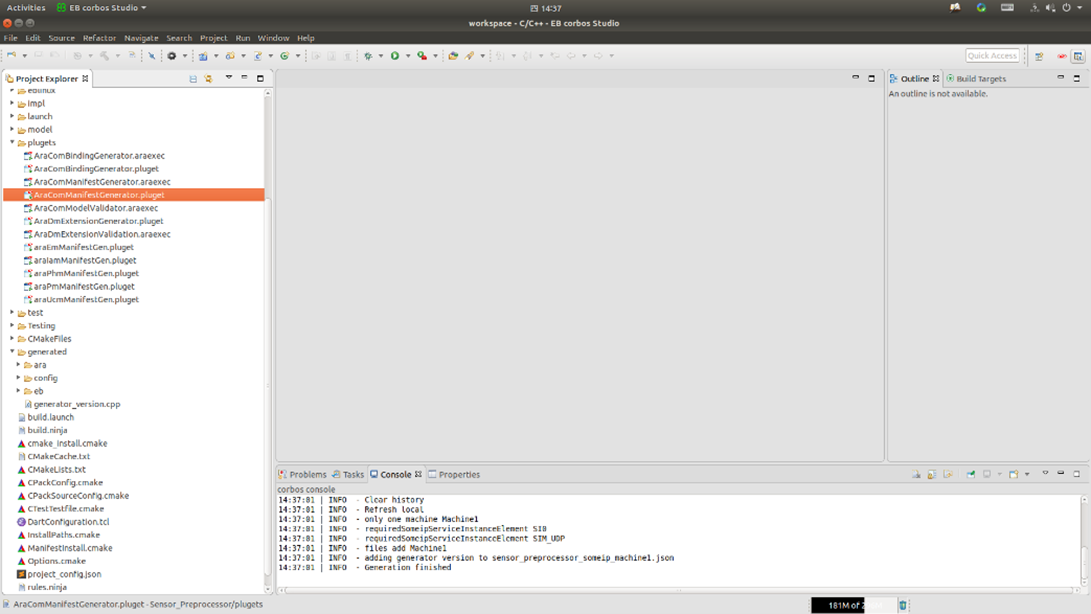 Activities EB corbos Studio 14:37
workspace - C/C++ - EB corbos Studio
File Edit Source Refactor Navigate Search Project Run Window Help
Quick Access
Project Explorer
Outline Build Targets
An outline is not available.
impl
launch
model
plugets
AraComBindingGenerator.araexec
AraComBindingGenerator.pluget
AraComManifestGenerator.araexec
AraComManifestGenerator.pluget
AraComModelValidator.araexec
AraDmExtensionGenerator.pluget
AraDmExtensionValidation.araexec
araEmManifestGen.pluget
araIamManifestGen.pluget
araPhmManifestGen.pluget
araPmManifestGen.pluget
araUcmManifestGen.pluget
test
Testing
CMakeFiles
generated
ara
config
eb
generator_version.cpp
build.launch
build.ninja
cmake_install.cmake
CMakeCache.txt
CMakeLists.txt
CPackConfig.cmake
CPackSourceConfig.cmake
CTestTestfile.cmake
DartConfiguration.tcl
InstallPaths.cmake
ManifestInstall.cmake
Options.cmake
project_config.json
rules.ninja
Problems Tasks Console Properties
corbos console
14:37:01 | INFO - Clear history
14:37:01 | INFO - Refresh local
14:37:01 | INFO - only one machine Machine1
14:37:01 | INFO - requiredSomeipServiceInstanceElement SI0
14:37:01 | INFO - requiredSomeipServiceInstanceElement SIM_UDP
14:37:01 | INFO - files add Machine1
14:37:01 | INFO - adding generator version to sensor_preprocessor_someip_machine1.json
14:37:01 | INFO - Generation finished
AraComManifestGenerator.pluget - Sensor_Preprocessor/plugets
181M of